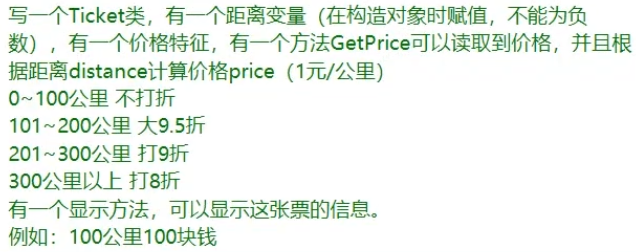 写一个Ticket类，有一个距离变量（在构造对象时赋值，不能为负
数），有一个价格特征，有一个方法GetPrice可以读取到价格，并且根
据距离distance计算价格price（1元/公里）
0~100公里 不打折
101~200公里 大9.5折
201~300公里 打9折
300公里以上 打8折
有一个显示方法，可以显示这张票的信息。
例如：100公里100块钱